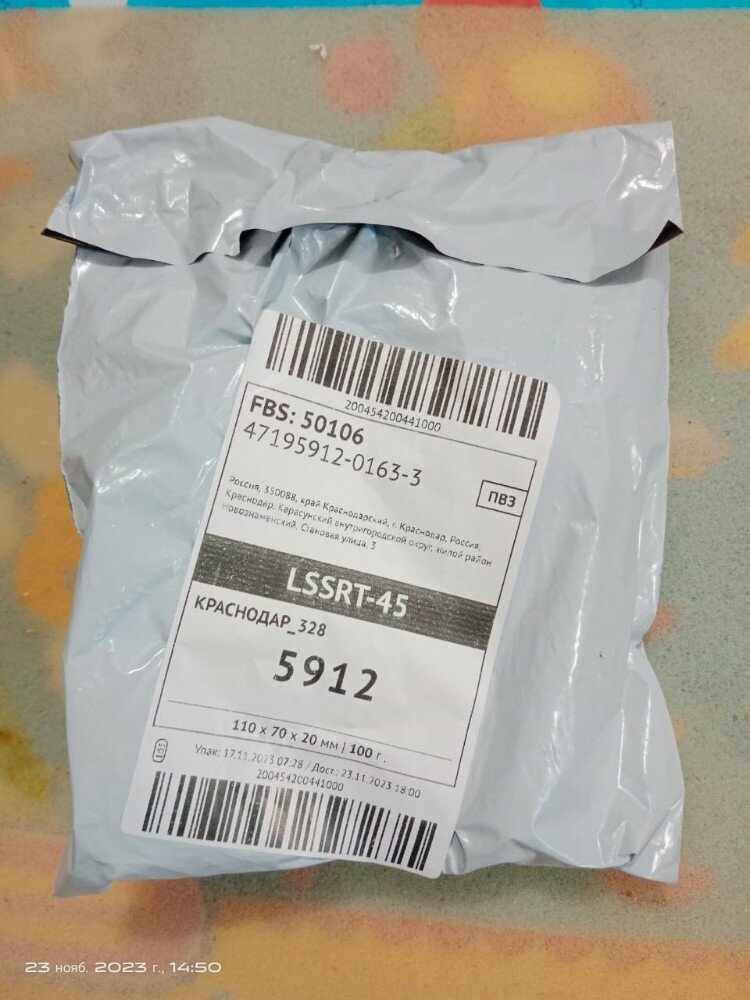 200454200441000
FBS: 50106
47195912-0163-3
ПВЗ
Россия, 350088, край Краснодарский, г. Краснодар, Россия,
Краснодар, Карасунский внутригородской округ, жилой район
Новознаменский, Становая улица, 3
LSSRT-45
КРАСНОДАР_328
5912
110 x 70 x 20 мм | 100 г.
LSS
Упак: 17.11.2023 07:28 / Дост.: 23.11.2023 18:00
200454200441000
23 нояб. 2023 г., 14:50